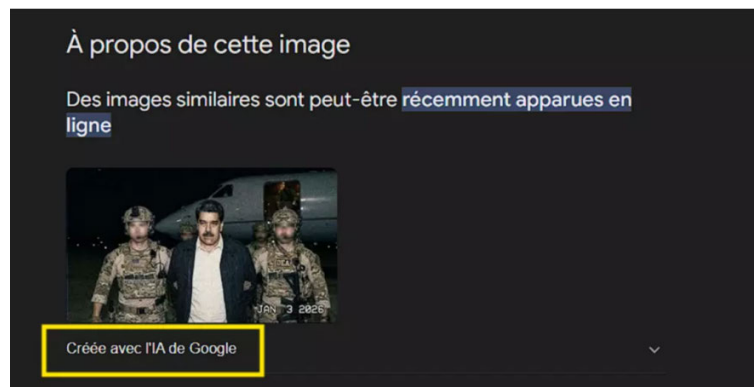 À propos de cette image
Des images similaires sont peut-être récemment apparues en
ligne
JAN 3 2026
Créée avec l'IA de Google